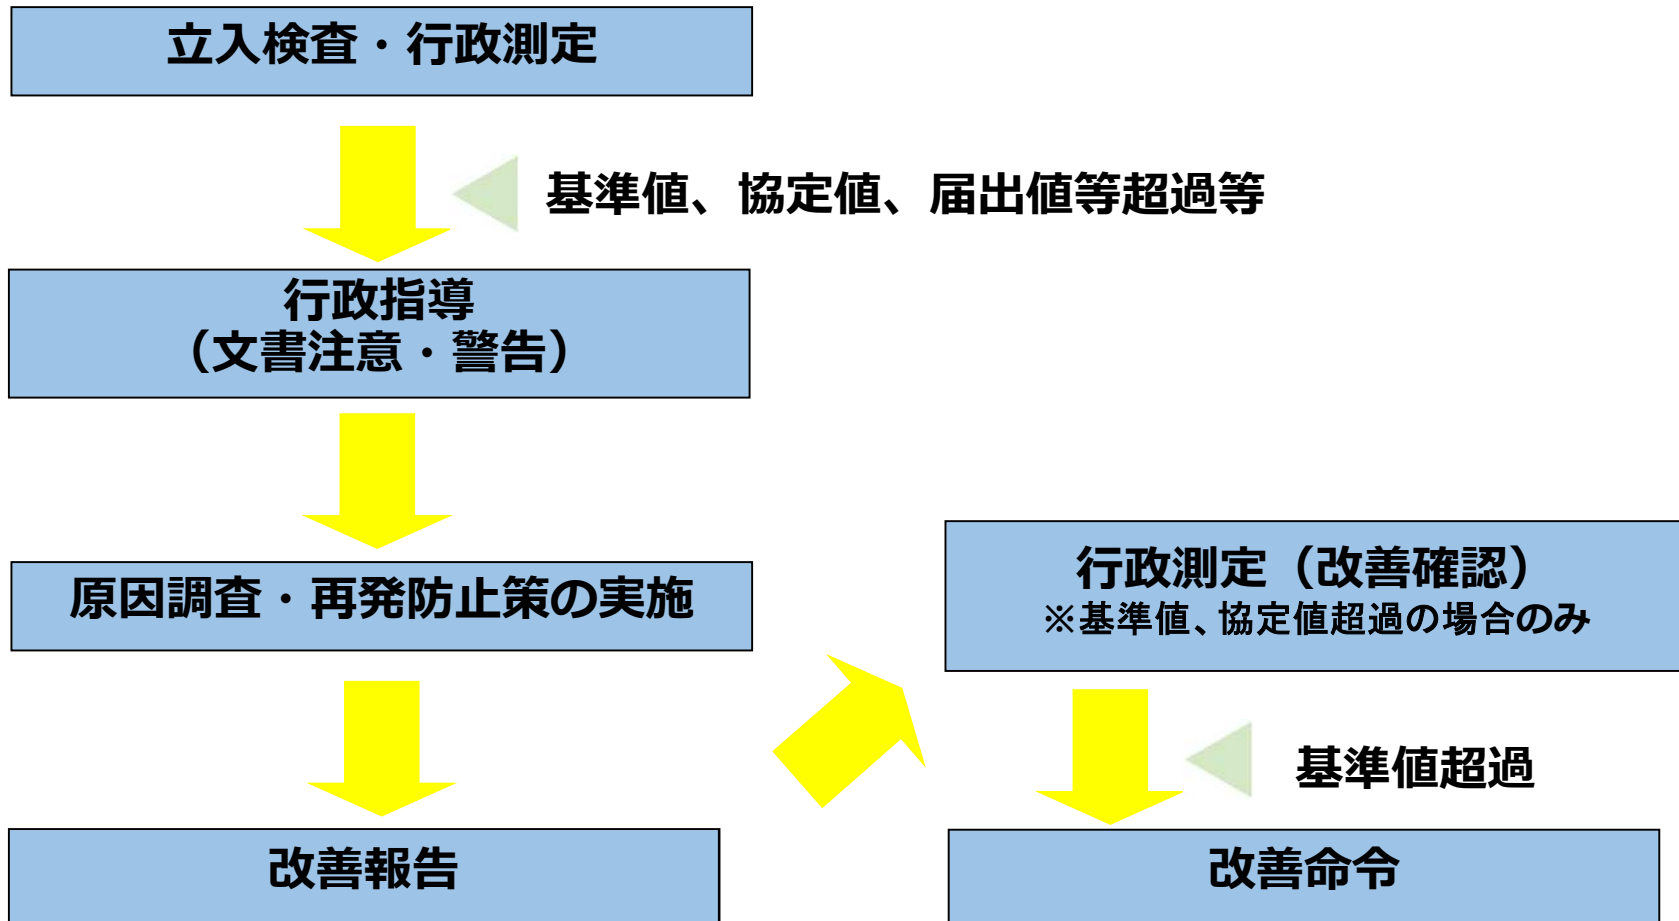 立入検査・行政測定
基準値、協定値、届出値等超過等
行政指導
（文書注意・警告）
原因調査・再発防止策の実施
改善報告
行政測定（改善確認）
※基準値、協定値超過の場合のみ
基準値超過
改善命令